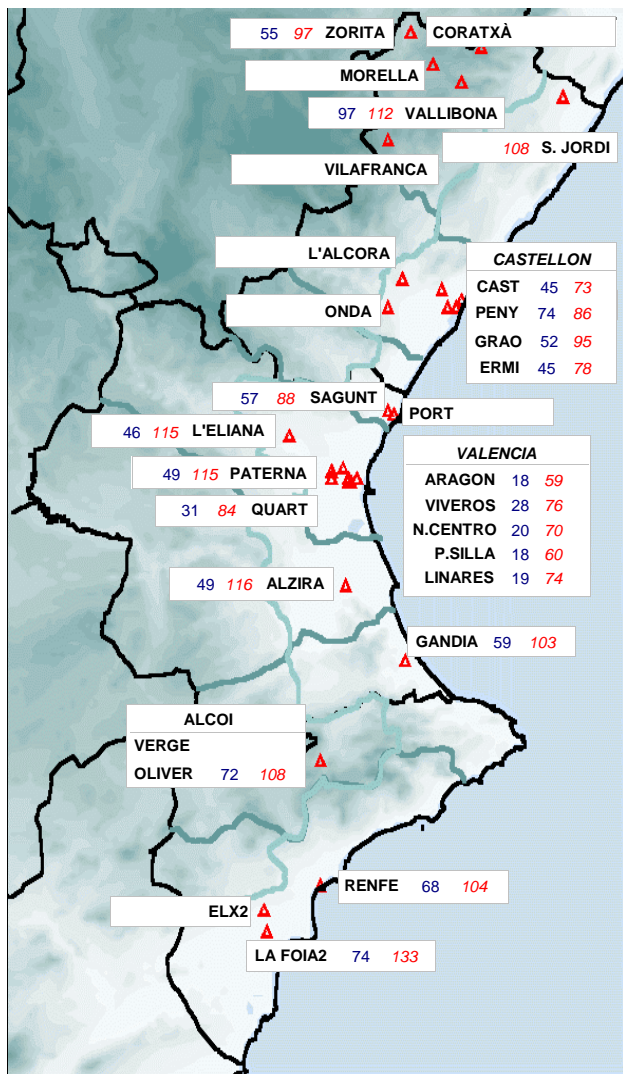 55 97 ZORITA
CORATXÀ
MORELLA
97 112 VALLIBONA
108 S. JORDI
VILAFRANCA
L'ALCORA
CASTELLON
CAST 45 73
PENY 74 86
GRAO 52 95
ERMI 45 78
ONDA
57 88 SAGUNT
PORT
46 115 L'ELIANA
VALENCIA
ARAGON 18 59
VIVEROS 28 76
N.CENTRO 20 70
P.SILLA 18 60
LINARES 19 74
49 115 PATERNA
31 84 QUART
49 116 ALZIRA
GANDIA 59 103
ALCOI
VERGE
OLIVER 72 108
RENFE 68 104
ELX2
LA FOIA2 74 133